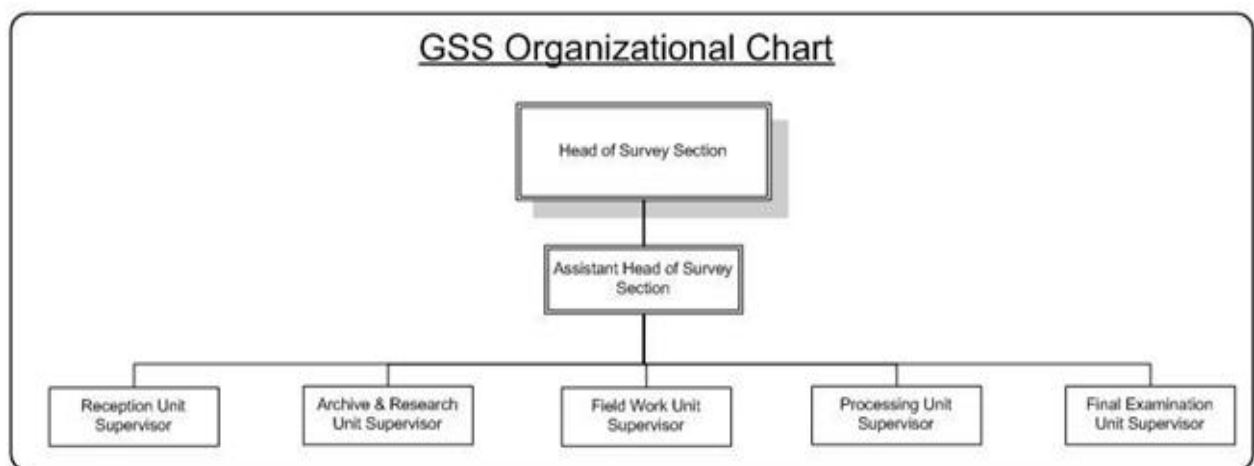 GSS Organizational Chart
Head of Survey Section
Assistant Head of Survey
Section
Reception Unit
Supervisor
Archive & Research
Unit Supervisor
Field Work Unit
Supervisor
Processing Unit
Supervisor
Final Examination
Unit Supervisor